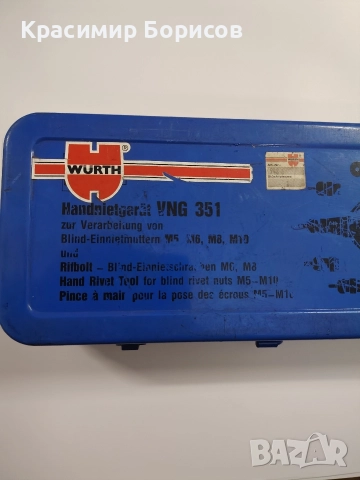 Красимир Борисов
WÜRTH
®
Handnietgerät VNG 351
zur Verarbeitung von
Blind-Einnietmuttern M5, M6, M8, M10
und
Rifbolt - Blind-Einnietschrauben M6, M8
Hand Rivet Tool for blind rivet nuts M5-M10
Pince à main pour la pose des écrous M5-M10
bazar